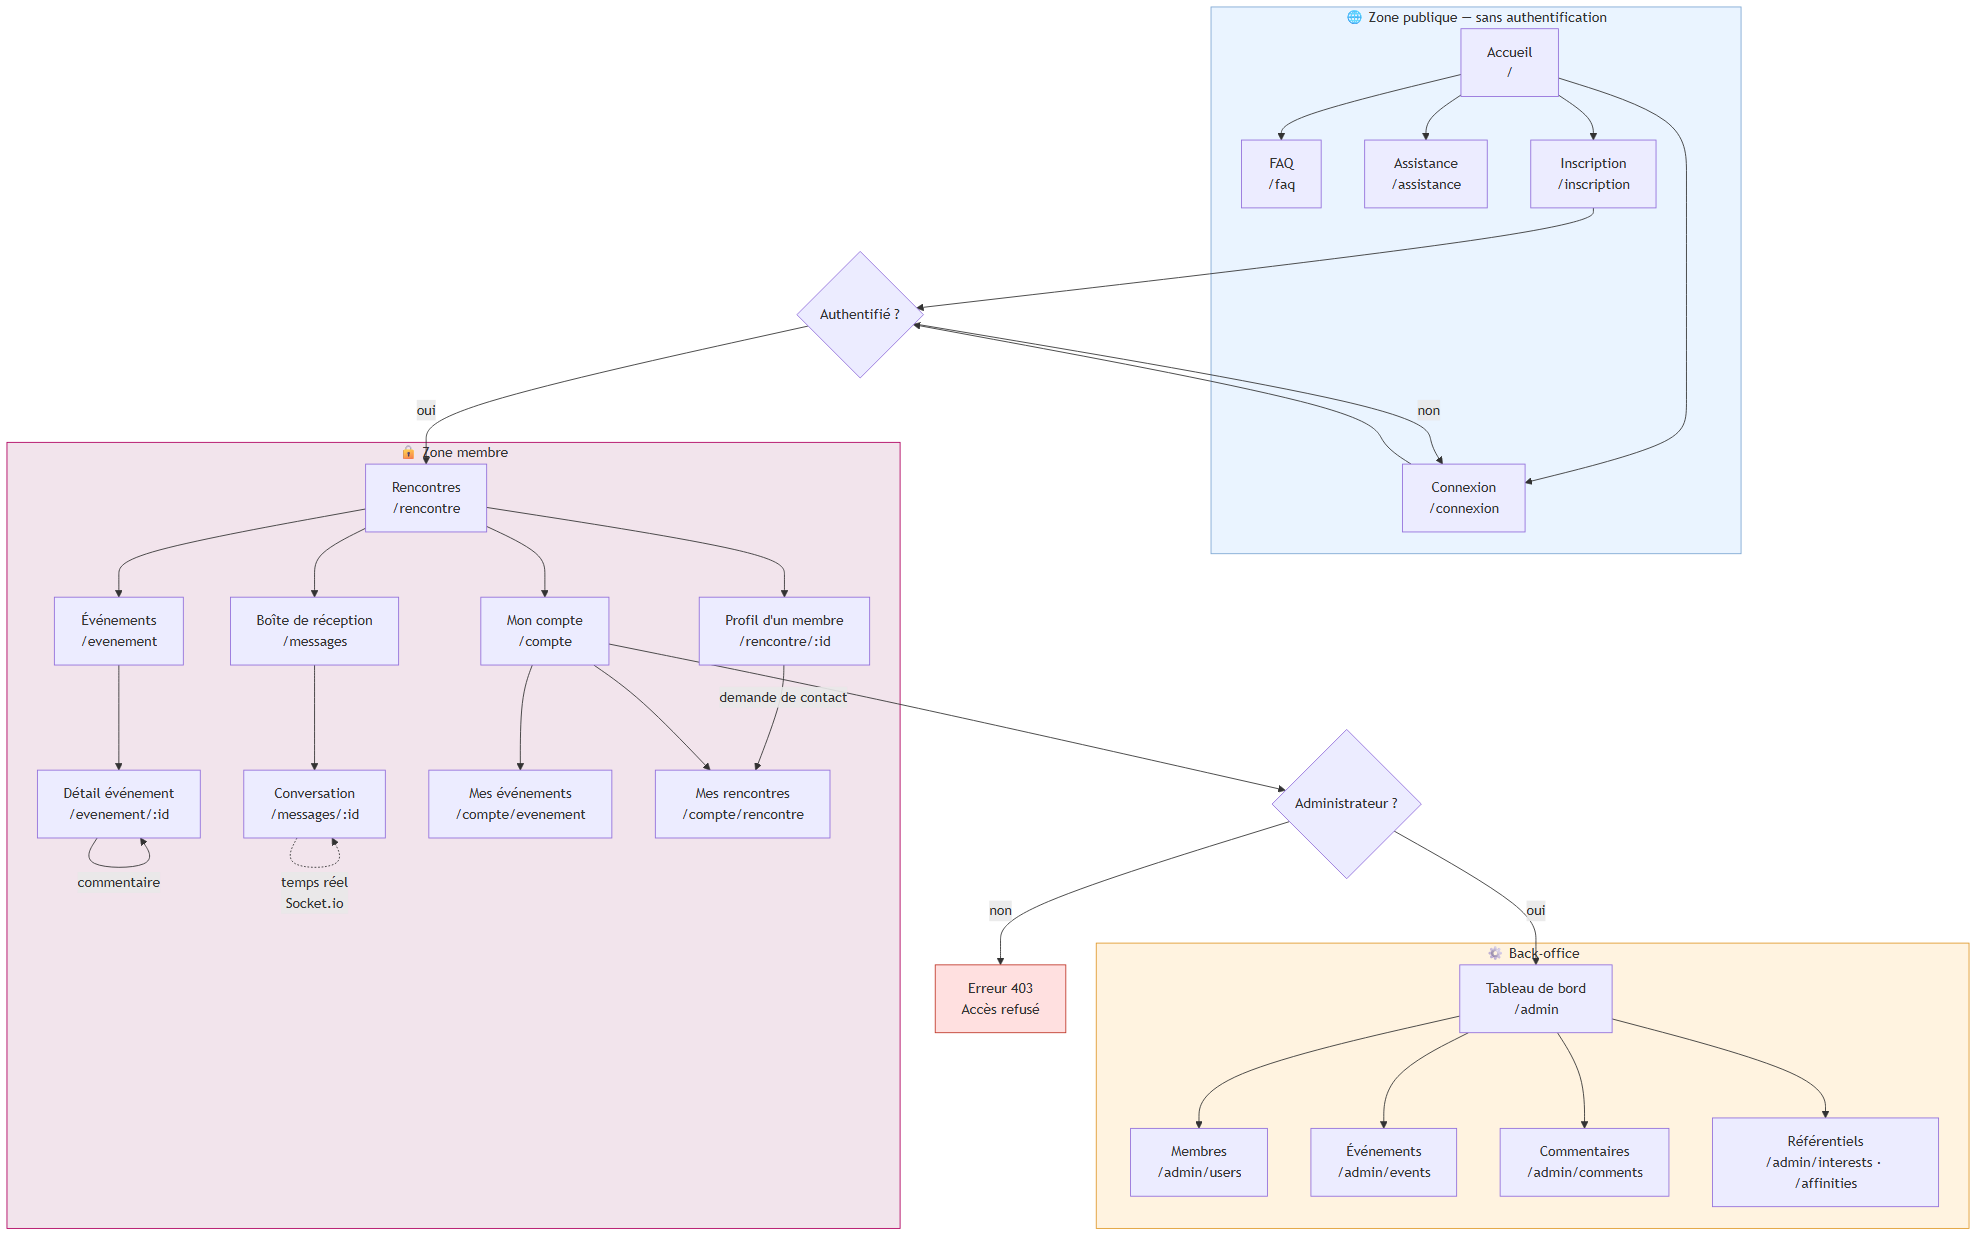 🌐 Zone publique — sans authentification
Accueil
/
FAQ
/faq
Assistance
/assistance
Inscription
/inscription
Authentifié ?
oui
non
🔒 Zone membre
Rencontres
/rencontre
Connexion
/connexion
Événements
/evenement
Boîte de réception
/messages
Mon compte
/compte
Profil d'un membre
/rencontre/:id
demande de contact
Détail événement
/evenement/:id
Conversation
/messages/:id
Mes événements
/compte/evenement
Mes rencontres
/compte/rencontre
Administrateur ?
commentaire
temps réel
Socket.io
non
oui
⚙️ Back-office
Erreur 403
Accès refusé
Tableau de bord
/admin
Membres
/admin/users
Événements
/admin/events
Commentaires
/admin/comments
Référentiels
/admin/interests ·
/affinities